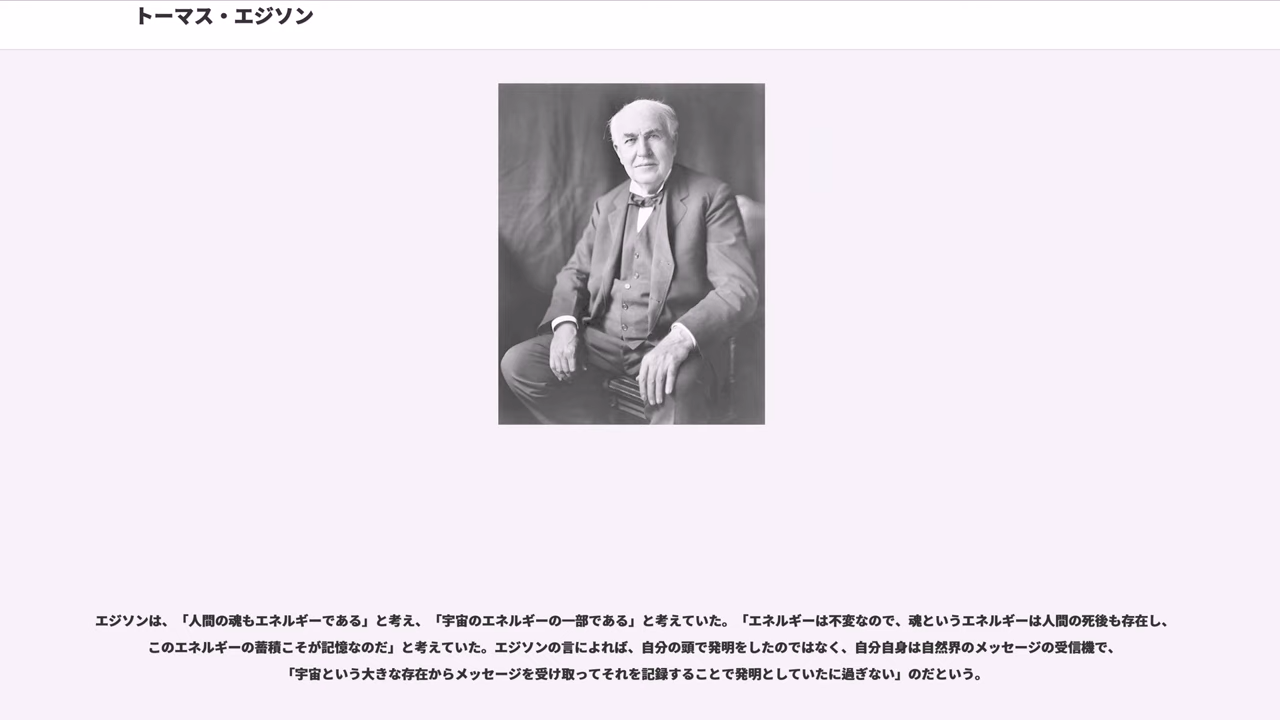 トーマス・エジソン
エジソンは、「人間の魂もエネルギーである」と考え、「宇宙のエネルギーの一部である」と考えていた。「エネルギーは不変なので、魂というエネルギーは人間の死後も存在し、
このエネルギーの蓄積こそが記憶なのだ」と考えていた。エジソンの言によれば、自分の頭で発明をしたのではなく、自分自身は自然界のメッセージの受信機で、
「宇宙という大きな存在からメッセージを受け取ってそれを記録することで発明としていたに過ぎない」のだという。